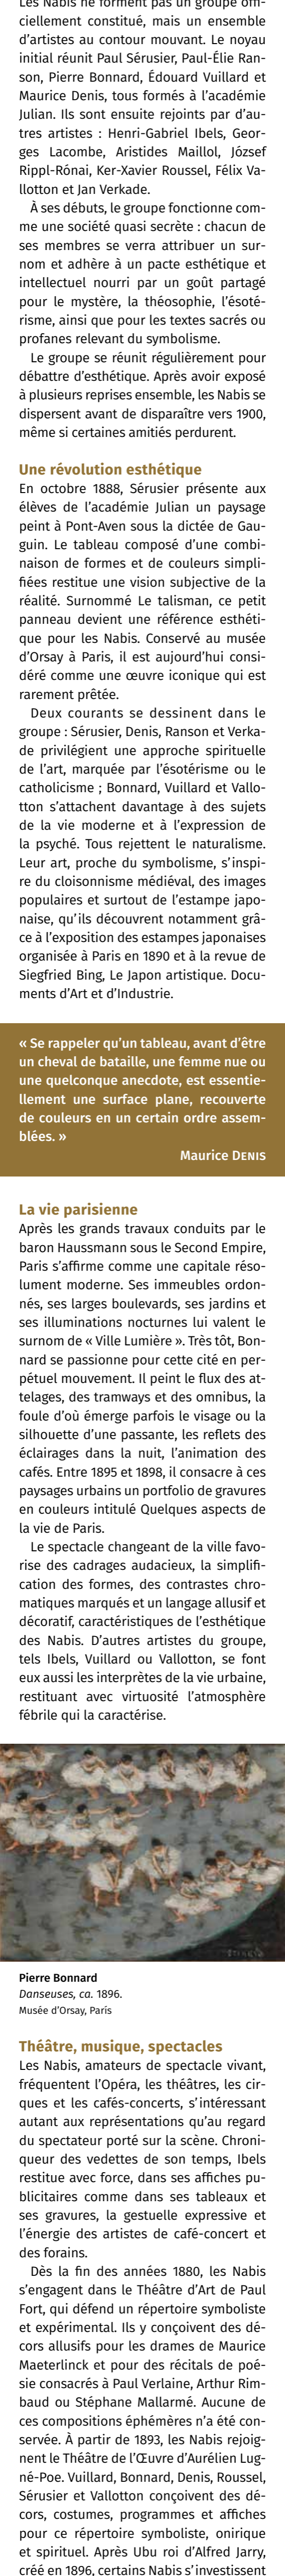 Les Nabis ne forment pas un groupe offi-
ciellement constitué, mais un ensemble
d’artistes au contour mouvant. Le noyau
initial réunit Paul Sérusier, Paul-Élie Ran-
son, Pierre Bonnard, Édouard Vuillard et
Maurice Denis, tous formés à l’académie
Julian. Ils sont ensuite rejoints par d’au-
tres artistes : Henri-Gabriel Ibels, Geor-
ges Lacombe, Aristides Maillol, József
Rippl-Rónai, Ker-Xavier Roussel, Félix Va-
llotton et Jan Verkade.
À ses débuts, le groupe fonctionne com-
me une société quasi secrète : chacun de
ses membres se verra attribuer un sur-
nom et adhère à un pacte esthétique et
intellectuel nourri par un goût partagé
pour le mystère, la théosophie, l’ésoté-
risme, ainsi que pour les textes sacrés ou
profanes relevant du symbolisme.
Le groupe se réunit régulièrement pour
débattre d’esthétique. Après avoir exposé
à plusieurs reprises ensemble, les Nabis se
dispersent avant de disparaître vers 1900,
même si certaines amitiés perdurent.
Une révolution esthétique
En octobre 1888, Sérusier présente aux
élèves de l’académie Julian un paysage
peint à Pont-Aven sous la dictée de Gau-
guin. Le tableau composé d’une combi-
naison de formes et de couleurs simpli-
fiées restitue une vision subjective de la
réalité. Surnommé Le talisman, ce petit
panneau devient une référence esthéti-
que pour les Nabis. Conservé au musée
d’Orsay à Paris, il est aujourd’hui consi-
déré comme une œuvre iconique qui est
rarement prêtée.
Deux courants se dessinent dans le
groupe : Sérusier, Denis, Ranson et Verka-
de privilégient une approche spirituelle
de l’art, marquée par l’ésotérisme ou le
catholicisme ; Bonnard, Vuillard et Vallo-
tton s’attachent davantage à des sujets
de la vie moderne et à l’expression de
la psyché. Tous rejettent le naturalisme.
Leur art, proche du symbolisme, s’inspi-
re du cloisonnisme médiéval, des images
populaires et surtout de l’estampe japo-
naise, qu’ils découvrent notamment grâ-
ce à l’exposition des estampes japonaises
organisée à Paris en 1890 et à la revue de
Siegfried Bing, Le Japon artistique. Docu-
ments d’Art et d’Industrie.
« Se rappeler qu’un tableau, avant d’être
un cheval de bataille, une femme nue ou
une quelconque anecdote, est essentie-
llement une surface plane, recouverte
de couleurs en un certain ordre assem-
blées. »
Maurice DENIS
La vie parisienne
Après les grands travaux conduits par le
baron Haussmann sous le Second Empire,
Paris s’affirme comme une capitale réso-
lument moderne. Ses immeubles ordon-
nés, ses larges boulevards, ses jardins et
ses illuminations nocturnes lui valent le
surnom de « Ville Lumière ». Très tôt, Bon-
nard se passionne pour cette cité en per-
pétuel mouvement. Il peint le flux des at-
telages, des tramways et des omnibus, la
foule d’où émerge parfois le visage ou la
silhouette d’une passante, les reflets des
éclairages dans la nuit, l’animation des
cafés. Entre 1895 et 1898, il consacre à ces
paysages urbains un portfolio de gravures
en couleurs intitulé Quelques aspects de
la vie de Paris.
Le spectacle changeant de la ville favo-
rise des cadrages audacieux, la simplifi-
cation des formes, des contrastes chro-
matiques marqués et un langage allusif et
décoratif, caractéristiques de l’esthétique
des Nabis. D’autres artistes du groupe,
tels Ibels, Vuillard ou Vallotton, se font
eux aussi les interprètes de la vie urbaine,
restituant avec virtuosité l’atmosphère
fébrile qui la caractérise.
Pierre Bonnard
Danseuses, ca. 1896.
Musée d’Orsay, Paris
Théâtre, musique, spectacles
Les Nabis, amateurs de spectacle vivant,
fréquentent l’Opéra, les théâtres, les cir-
ques et les cafés-concerts, s’intéressant
autant aux représentations qu’au regard
du spectateur porté sur la scène. Chroni-
queur des vedettes de son temps, Ibels
restitue avec force, dans ses affiches pu-
blicitaires comme dans ses tableaux et
ses gravures, la gestuelle expressive et
l’énergie des artistes de café-concert et
des forains.
Dès la fin des années 1880, les Nabis
s’engagent dans le Théâtre d’Art de Paul
Fort, qui défend un répertoire symboliste
et expérimental. Ils y conçoivent des dé-
cors allusifs pour les drames de Maurice
Maeterlinck et pour des récitals de poé-
sie consacrés à Paul Verlaine, Arthur Rim-
baud ou Stéphane Mallarmé. Aucune de
ces compositions éphémères n’a été con-
servée. À partir de 1893, les Nabis rejoig-
nent le Théâtre de l’Œuvre d’Aurélien Lug-
né-Poe. Vuillard, Bonnard, Denis, Roussel,
Sérusier et Vallotton conçoivent des dé-
cors, costumes, programmes et affiches
pour ce répertoire symboliste, onirique
et spirituel. Après Ubu roi d’Alfred Jarry,
créé en 1896, certains Nabis s’investissent